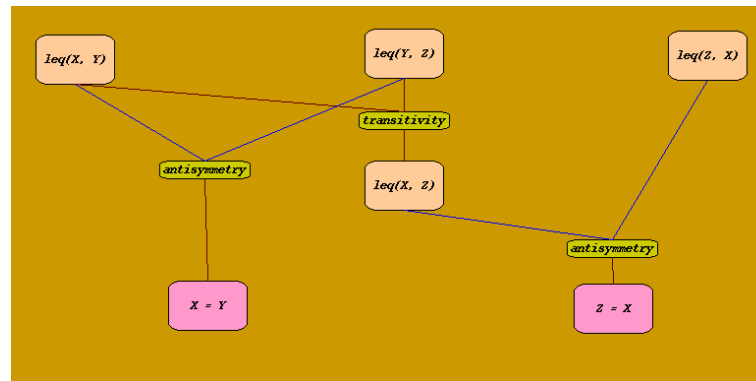 leq(X, Y)
leq(Y, Z)
leq(Z, X)
transitivity
antisymmetry
leq(X, Z)
antisymmetry
X = Y
Z = X